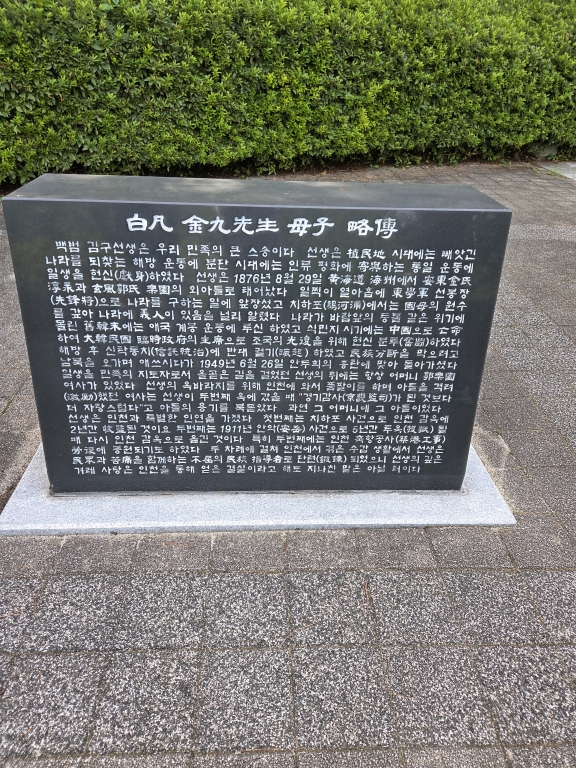 白凡 金九先生 母子 略傳
백범 김구선생은 우리 민족의 큰 스승이다 선생은 植民地 시대에는 빼앗긴
나라를 되찾는 해방 운동에 분단 시대에는 인류 평화에 寄與하는 통일 운동에
일생을 헌신(獻身)하였다 선생은 1876년 8월 29일 黃海道 海州에서 安東金氏
淳永과 玄風郭氏 樂園의 외아들로 태어났다 일찍이 일아홉에 東學軍 선봉장
(先鋒將)으로 나라를 구하는 일에 앞장섰고 치하포(鴟河浦)에서는 國母의 원수
를 갚아 나라에 義人이 있음을 널리 알렸다 나라가 바람앞의 등불 같은 위기에
몰린 舊韓末에는 애국 계몽 운동에 투신 하였고 식민지 시기에는 中國으로 亡命
하여 大韓民國 臨時政府의 主席으로 조국의 光復을 위해 헌신 분투(奮鬪)하였다
해방 후 신탁통치(信託統治)에 반대 궐기(蹶起) 하였고 民族分斷을 막으려고
남북을 오가며 애쓰시다가 1949년 6월 26일 안두희의 흉탄에 맞아 돌아가셨다
일생을 민족의 지도자로서 올곧은 길을 걸었던 선생의 뒤에는 항상 어머니 郭樂園
여사가 있었다 선생의 옥바라지를 위해 인천에 와서 품팔이를 하며 아들을 격려
(激勵)했던 여사는 선생이 두번째 옥에 갔을 때 "경기감사(京畿監司)가 된 것보다
더 자랑스럽다"고 아들의 용기를 북돋았다 과연 그 어머니에 그 아들이었다
선생은 인천과 특별한 인연을 가졌다 첫번째는 치하포 사건으로 인천 감옥에
2년간 收監된 것이요 두번째는 1911년 안악(安岳) 사건으로 5년간 투옥(投獄)될
때 다시 인천 감옥으로 옮긴 것이다 특히 두번째에는 인천 축항공사(築港工事)
勞役에 동원되기도 하였다 두 차례에 걸쳐 인천에서 겪은 수감 생활에서 선생은
民衆과 苦痛을 함께하는 不屈의 民族 指導者로 단련(鍛鍊) 되었으니 선생의 깊은
겨레 사랑은 인천을 통해 얻은 결실이라고 해도 지나친 말은 아닐 터이다